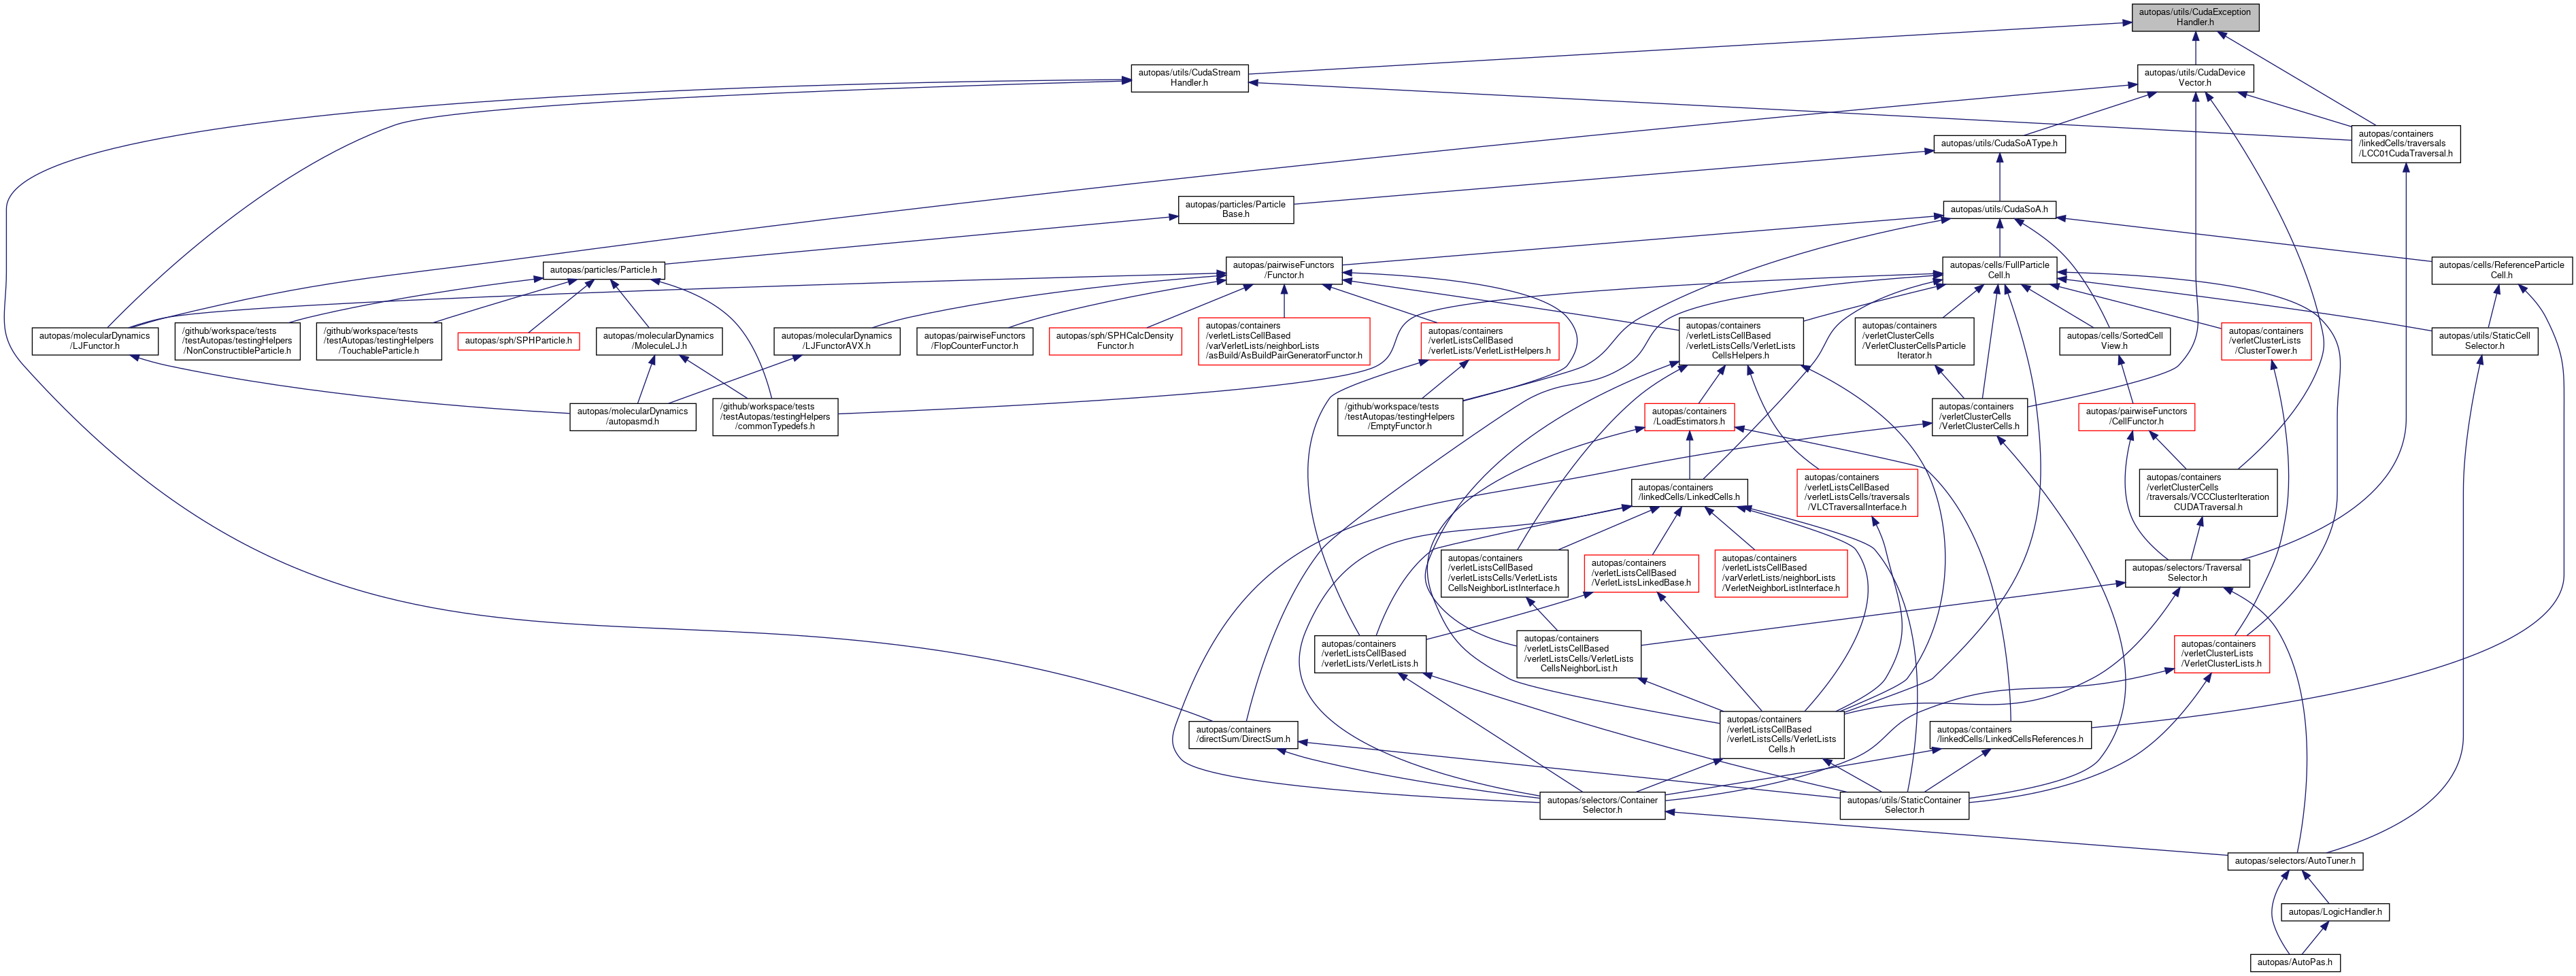 autopas/utils/CudaException
Handler.h
autopas/utils/CudaStream
Handler.h
autopas/utils/CudaDevice
Vector.h
autopas/containers
/linkedCells/traversals
/LCC01CudaTraversal.h
autopas/utils/CudaSoAType.h
autopas/particles/Particle
Base.h
autopas/utils/CudaSoA.h
autopas/particles/Particle.h
autopas/pairwiseFunctors
/Functor.h
autopas/cells/FullParticle
Cell.h
autopas/cells/ReferenceParticle
Cell.h
autopas/molecularDynamics
/LJFunctor.h
/github/workspace/tests
/testAutopas/testingHelpers
/NonConstructibleParticle.h
/github/workspace/tests
/testAutopas/testingHelpers
/TouchableParticle.h
autopas/sph/SPHParticle.h
autopas/molecularDynamics
/MoleculeLJ.h
autopas/molecularDynamics
/LJFunctorAVX.h
autopas/pairwiseFunctors
/FlopCounterFunctor.h
autopas/sph/SPHCalcDensity
Functor.h
autopas/containers
/verletListsCellBased
/varVerletLists/neighborLists
/asBuild/AsBuildPairGeneratorFunctor.h
autopas/containers
/verletListsCellBased
/verletLists/VerletListHelpers.h
autopas/containers
/verletListsCellBased
/verletListsCells/VerletLists
CellsHelpers.h
autopas/containers
/verletClusterCells
/VerletClusterCellsParticle
Iterator.h
autopas/cells/SortedCell
View.h
autopas/containers
/verletClusterLists
/ClusterTower.h
autopas/utils/StaticCell
Selector.h
autopas/molecularDynamics
/autopasmd.h
/github/workspace/tests
/testAutopas/testingHelpers
/commonTypedefs.h
/github/workspace/tests
/testAutopas/testingHelpers
/EmptyFunctor.h
autopas/containers
/LoadEstimators.h
autopas/containers
/verletClusterCells
/VerletClusterCells.h
autopas/pairwiseFunctors
/CellFunctor.h
autopas/containers
/linkedCells/LinkedCells.h
autopas/containers
/verletListsCellBased
/verletListsCells/traversals
/VLCTraversalInterface.h
autopas/containers
/verletClusterCells
/traversals/VCCClusterIteration
CUDATraversal.h
autopas/containers
/verletListsCellBased
/verletListsCells/VerletLists
CellsNeighborListInterface.h
autopas/containers
/verletListsCellBased
/VerletListsLinkedBase.h
autopas/containers
/verletListsCellBased
/varVerletLists/neighborLists
/VerletNeighborListInterface.h
autopas/selectors/Traversal
Selector.h
autopas/containers
/verletListsCellBased
/verletLists/VerletLists.h
autopas/containers
/verletListsCellBased
/verletListsCells/VerletLists
CellsNeighborList.h
autopas/containers
/verletClusterLists
/VerletClusterLists.h
autopas/containers
/directSum/DirectSum.h
autopas/containers
/verletListsCellBased
/verletListsCells/VerletLists
Cells.h
autopas/containers
/linkedCells/LinkedCellsReferences.h
autopas/selectors/Container
Selector.h
autopas/utils/StaticContainer
Selector.h
autopas/selectors/AutoTuner.h
autopas/LogicHandler.h
autopas/AutoPas.h